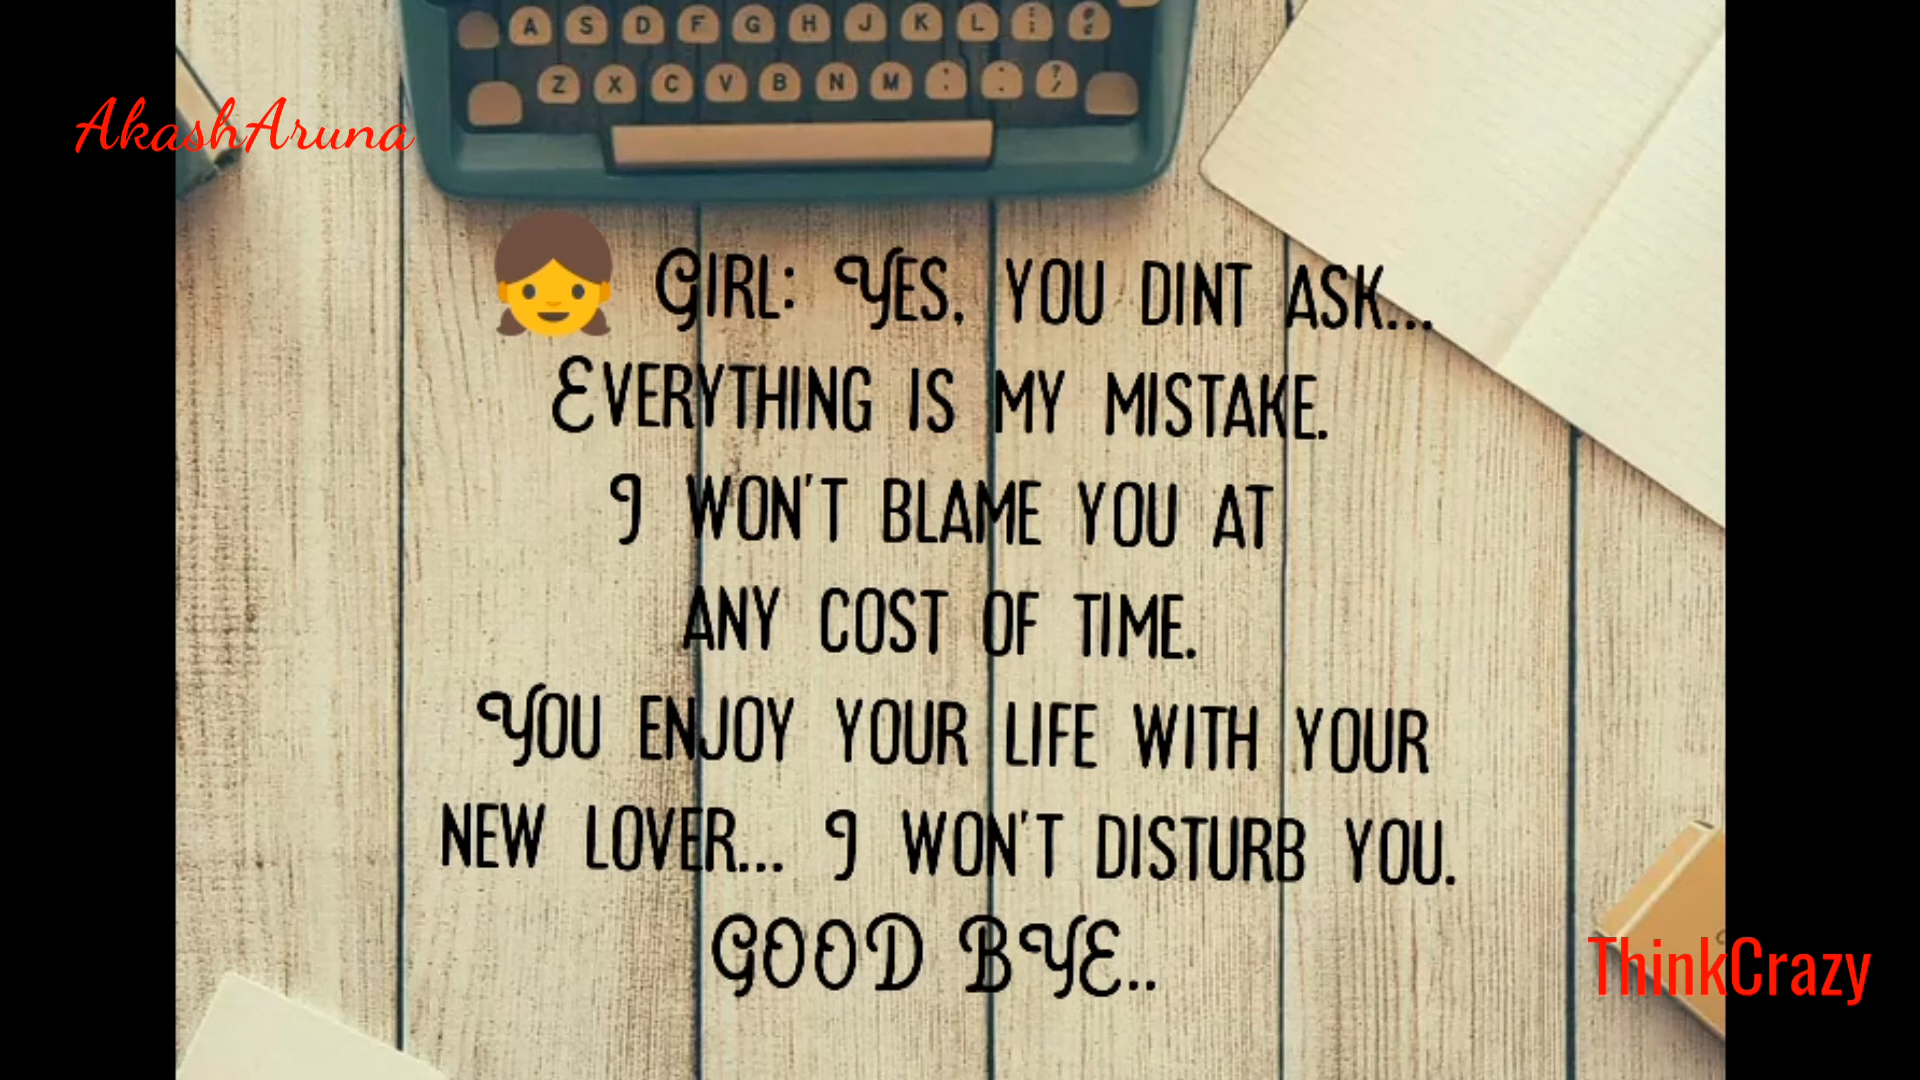 A S D F G H J K L
Z X C V B N M
AkashAruna
Girl: Yes, you dint ask...
Everything is my mistake.
I won't blame you at
any cost of time.
You enjoy your life with your
new lover... I won't disturb you.
GOOD BYE..
ThinkCrazy